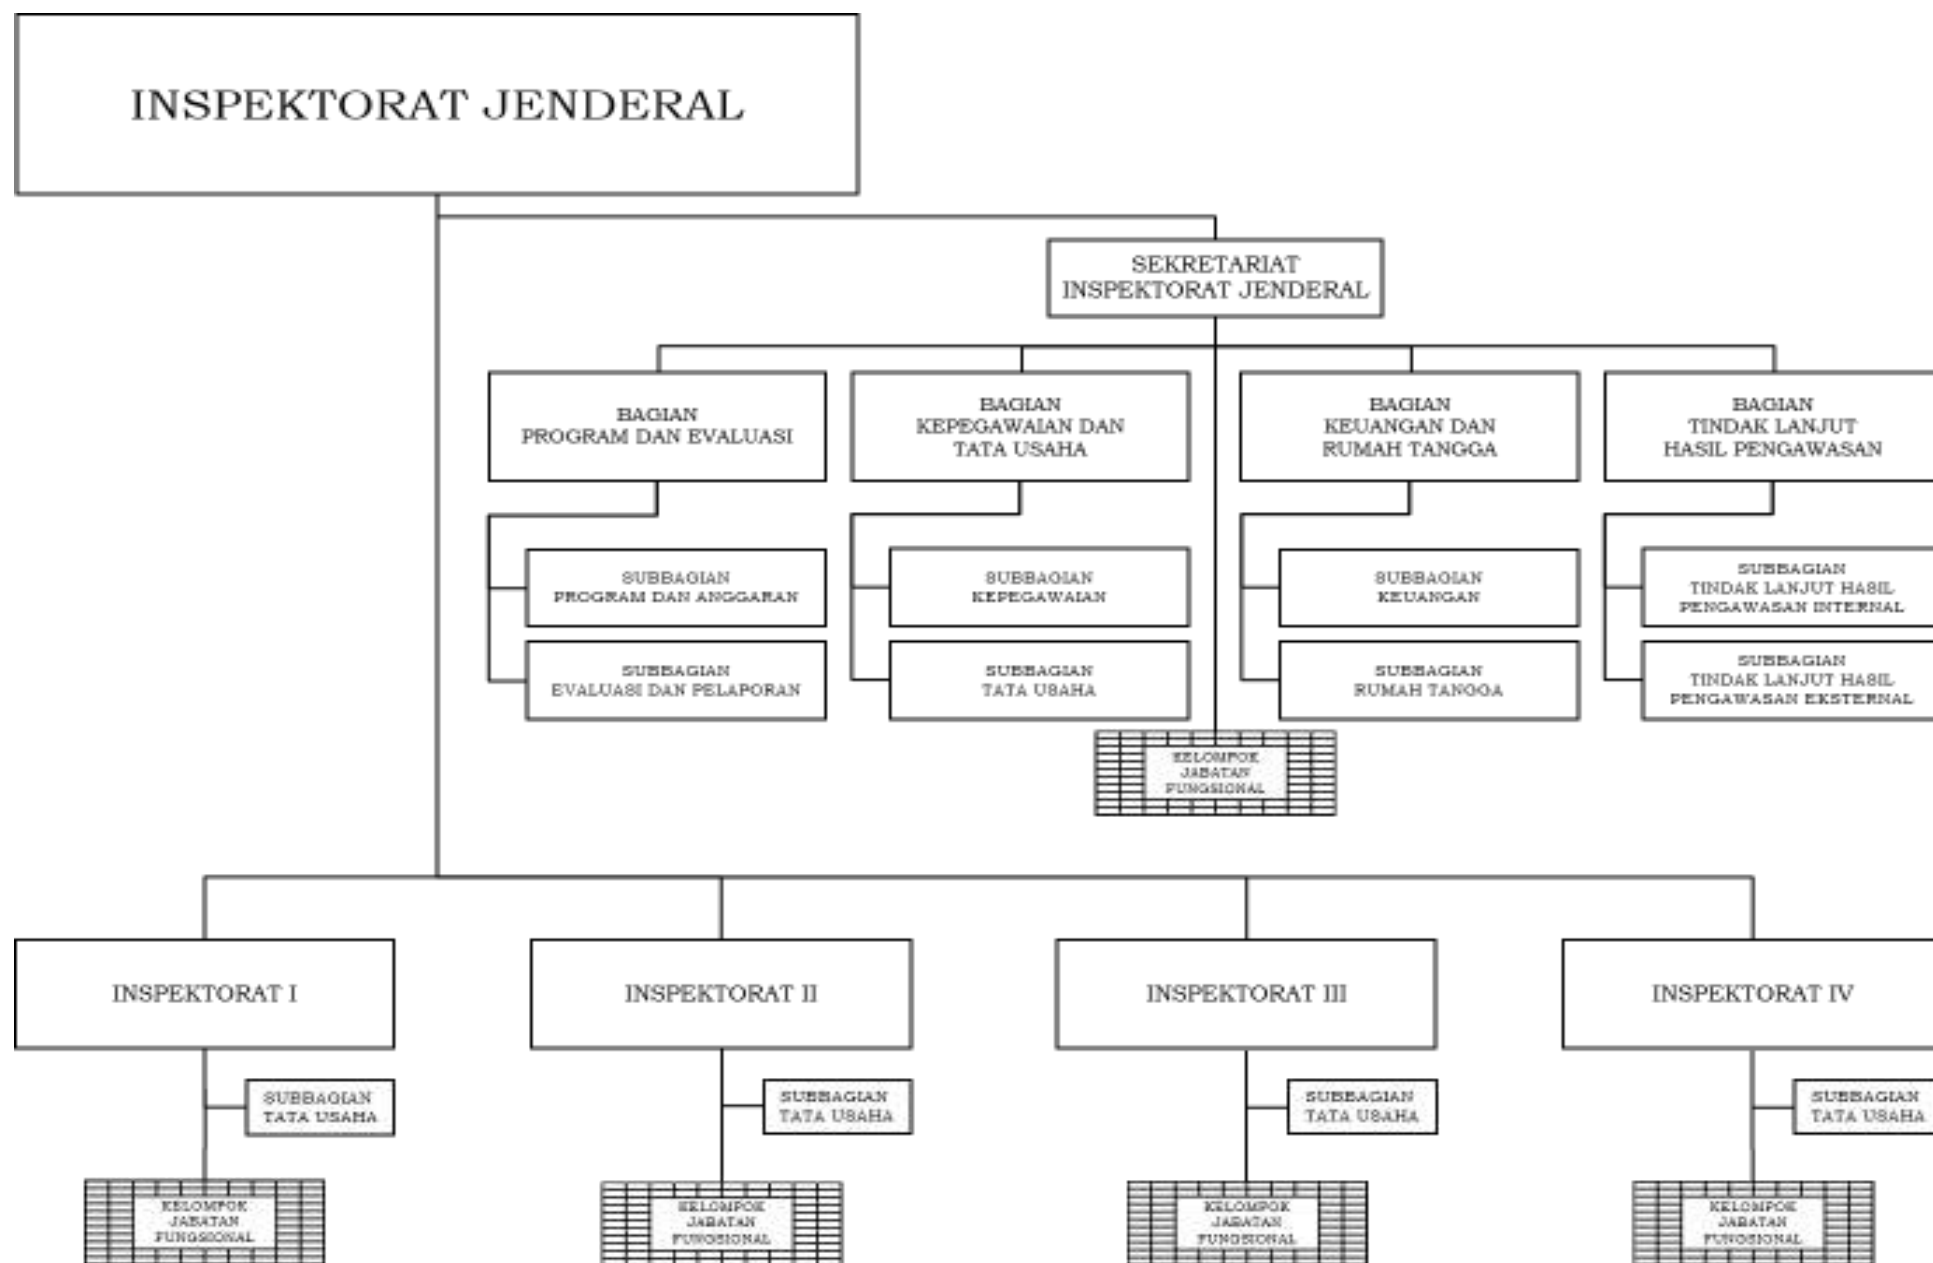 INSPEKTORAT JENDERAL
SEKRETARIAT
INSPEKTORAT JENDERAL
BAGIAN
PROGRAM DAN EVALUASI
BAGIAN
KEPEGAWAIAN DAN
TATA USAHA
BAGIAN
KEUANGAN DAN
RUMAH TANGGA
BAGIAN
TINDAK LANJUT
HASIL PENGAWASAN
SUBBAGIAN
PROGRAM DAN ANGGARAN
SUBBAGIAN
KEPEGAWAIAN
SUBBAGIAN
KEUANGAN
SUBBAGIAN
TINDAK LANJUT HASIL
PENGAWASAN INTERNAL
SUBBAGIAN
EVALUASI DAN PELAPORAN
SUBBAGIAN
TATA USAHA
SUBBAGIAN
RUMAH TANGGA
SUBBAGIAN
TINDAK LANJUT HASIL
PENGAWASAN EKSTERNAL
KELOMPOK
JABATAN
FUNGSIONAL
INSPEKTORAT I
INSPEKTORAT II
INSPEKTORAT III
INSPEKTORAT IV
SUBBAGIAN
TATA USAHA
SUBBAGIAN
TATA USAHA
SUBBAGIAN
TATA USAHA
SUBBAGIAN
TATA USAHA
KELOMPOK
JABATAN
FUNGSIONAL
KELOMPOK
JABATAN
FUNGSIONAL
KELOMPOK
JABATAN
FUNGSIONAL
KELOMPOK
JABATAN
FUNGSIONAL